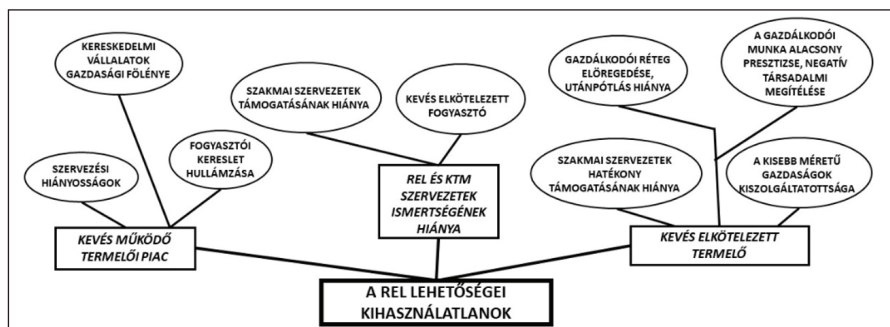 KERESKEDELMI
VÁLLALATOK
GAZDASÁGI FÖLÉNYE
SZERVEZÉSI
HIÁNYOSSÁGOK
FOGYASZTÓI
KERESLET
HULLÁMZÁSA
KEVÉS MŰKÖDŐ
TERMELŐI PIAC
SZAKMAI SZERVEZETEK
TÁMOGATÁSÁNAK HIÁNYA
KEVÉS ELKÖTELEZETT
FOGYASZTÓ
REL ÉS KTM
SZERVEZETEK
ISMERTSÉGÉNEK
HIÁNYA
GAZDÁLKODÓI RÉTEG
ELÖREGEDÉSE,
UTÁNPÓTLÁS HIÁNYA
A GAZDÁLKODÓI
MUNKA ALACSONY
PRESZTIZSE, NEGATÍV
TÁRSADALMI
MEGÍTÉLÉSE
SZAKMAI SZERVEZETEK
HATÉKONY
TÁMOGATÁSÁNAK HIÁNYA
A KISEBB MÉRETŰ
GAZDASÁGOK
KISZOLGÁLTATOTTSÁGA
KEVÉS ELKÖTELEZETT
TERMELŐ
A REL LEHETŐSÉGEI
KIHASZNÁLATLANOK